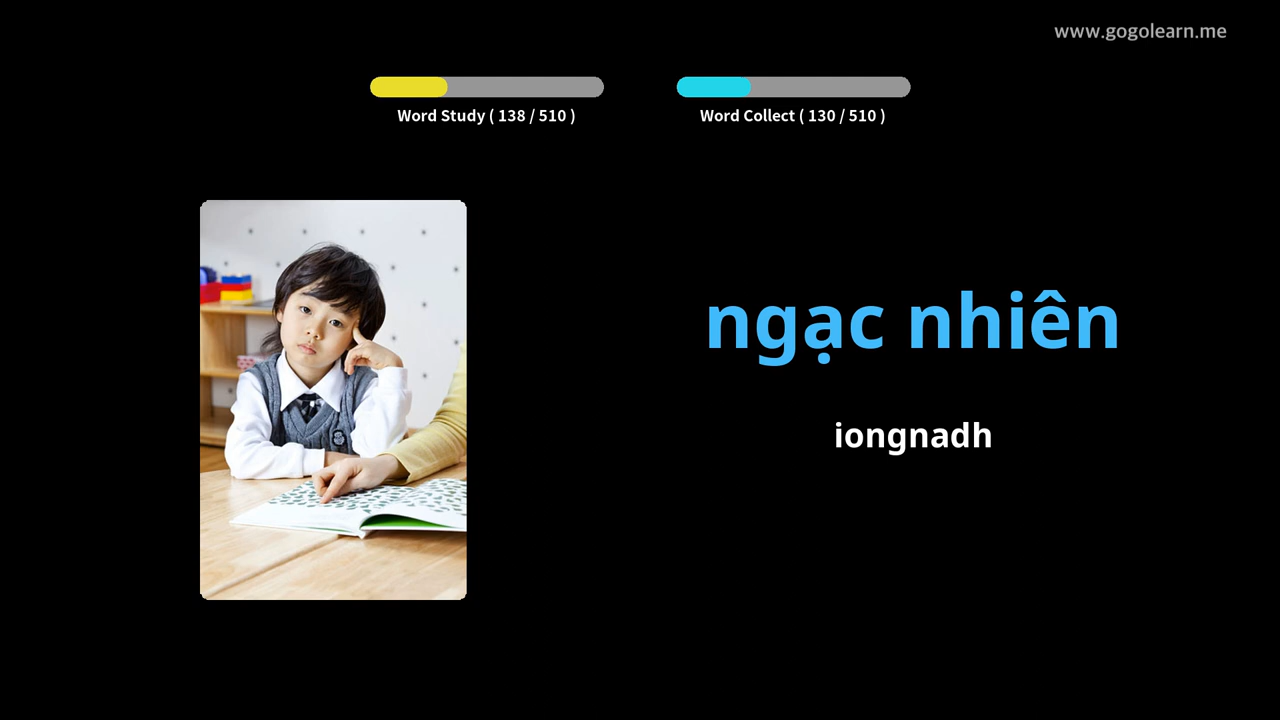 www.gogolearn.me
Word Study ( 138 / 510 )
Word Collect ( 130 / 510 )
ngạc nhiên
iongnadh